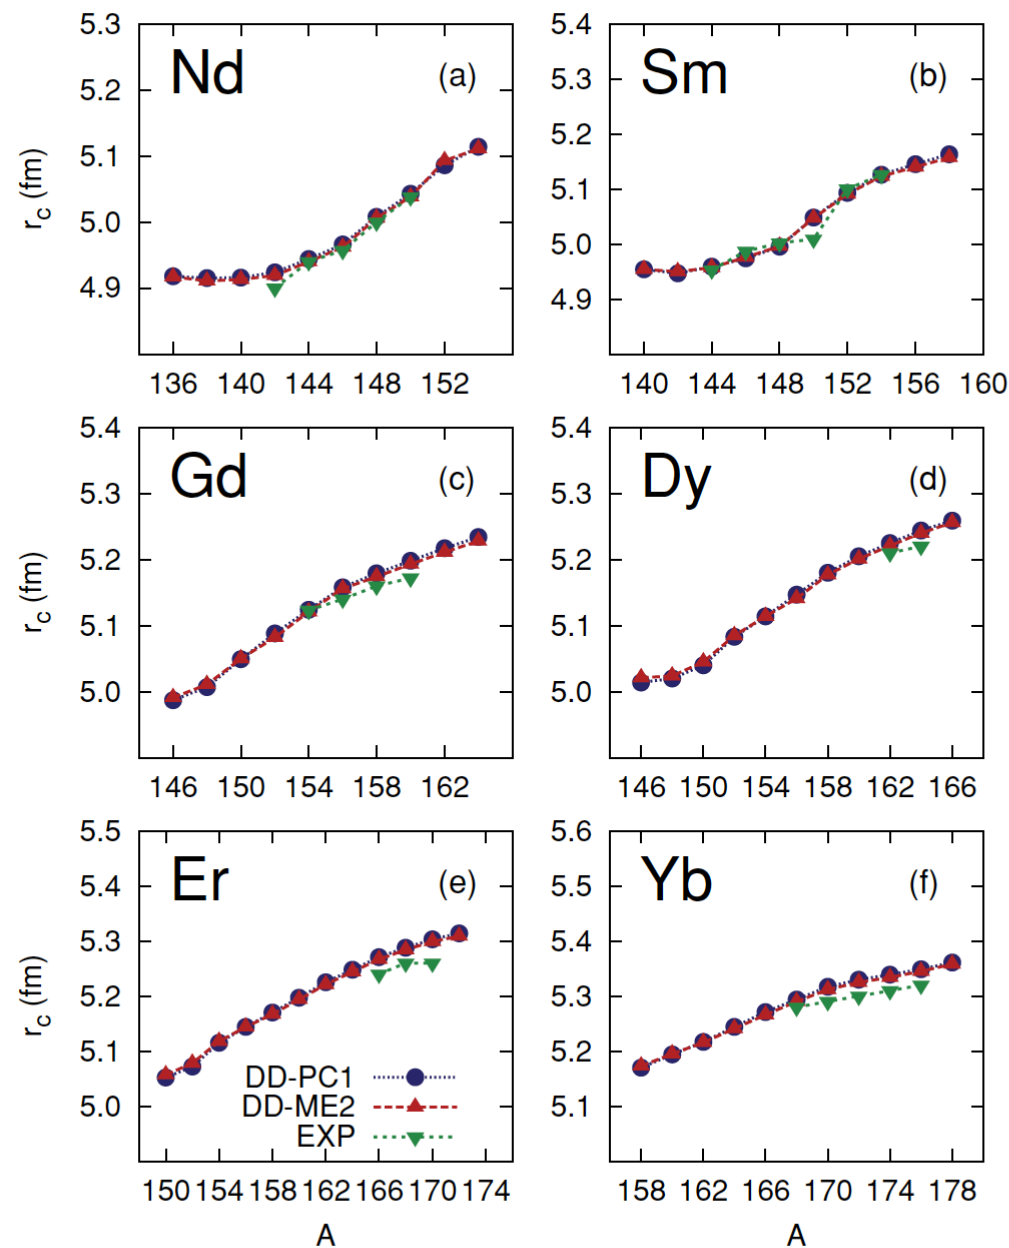 Nd (a)
r_c (fm)
5.3
5.2
5.1
5.0
4.9
136 140 144 148 152
Sm (b)
5.4
5.3
5.2
5.1
5.0
4.9
140 144 148 152 156 160
Gd (c)
r_c (fm)
5.4
5.3
5.2
5.1
5.0
146 150 154 158 162
Dy (d)
5.4
5.3
5.2
5.1
5.0
146 150 154 158 162 166
Er (e)
r_c (fm)
5.5
5.4
5.3
5.2
5.1
5.0
DD-PC1
DD-ME2
EXP
150 154 158 162 166 170 174
A
Yb (f)
5.6
5.5
5.4
5.3
5.2
5.1
158 162 166 170 174 178
A